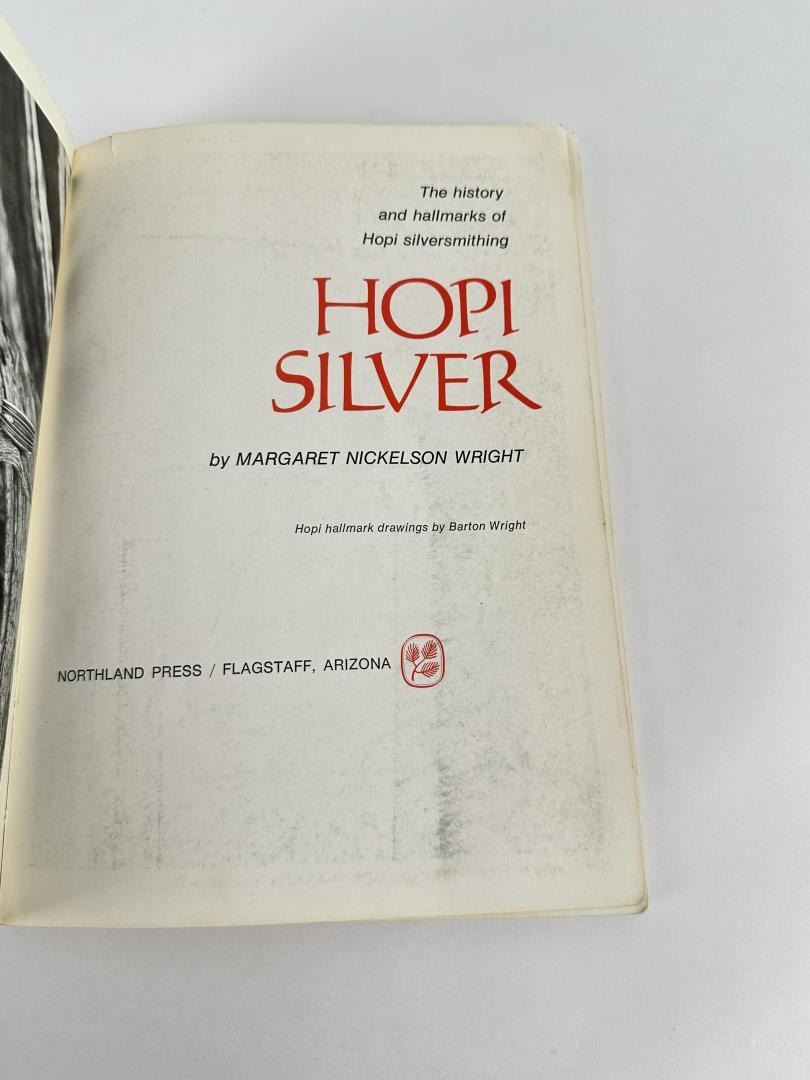 The history
and hallmarks of
Hopi silversmithing
HOPI
SILVER
by MARGARET NICKELSON WRIGHT
Hopi hallmark drawings by Barton Wright
NORTHLAND PRESS / FLAGSTAFF, ARIZONA